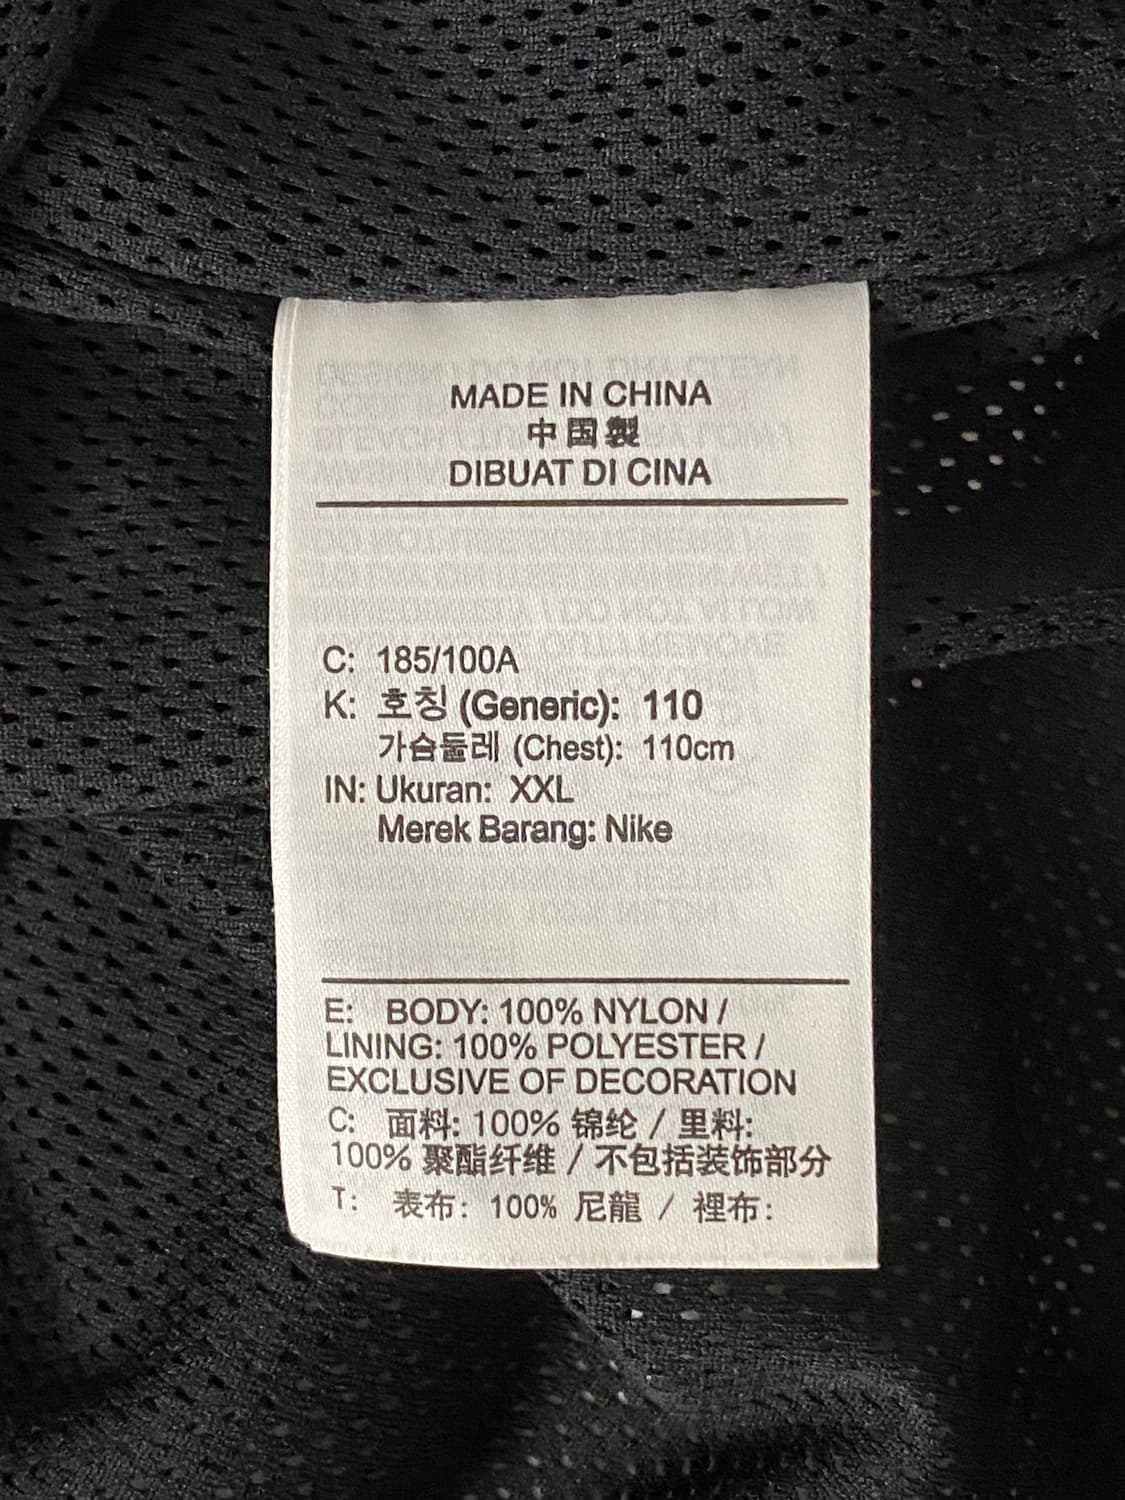 MADE IN CHINA
中国製
DIBUAT DI CINA
C: 185/100A
K: 호칭 (Generic): 110
가슴둘레 (Chest): 110cm
IN: Ukuran: XXL
Merek Barang: Nike
E: BODY: 100% NYLON /
LINING: 100% POLYESTER /
EXCLUSIVE OF DECORATION
C: 面料: 100% 锦纶 / 里料:
100% 聚酯纤维 / 不包括装饰部分
T: 表布: 100% 尼龍 / 裡布: